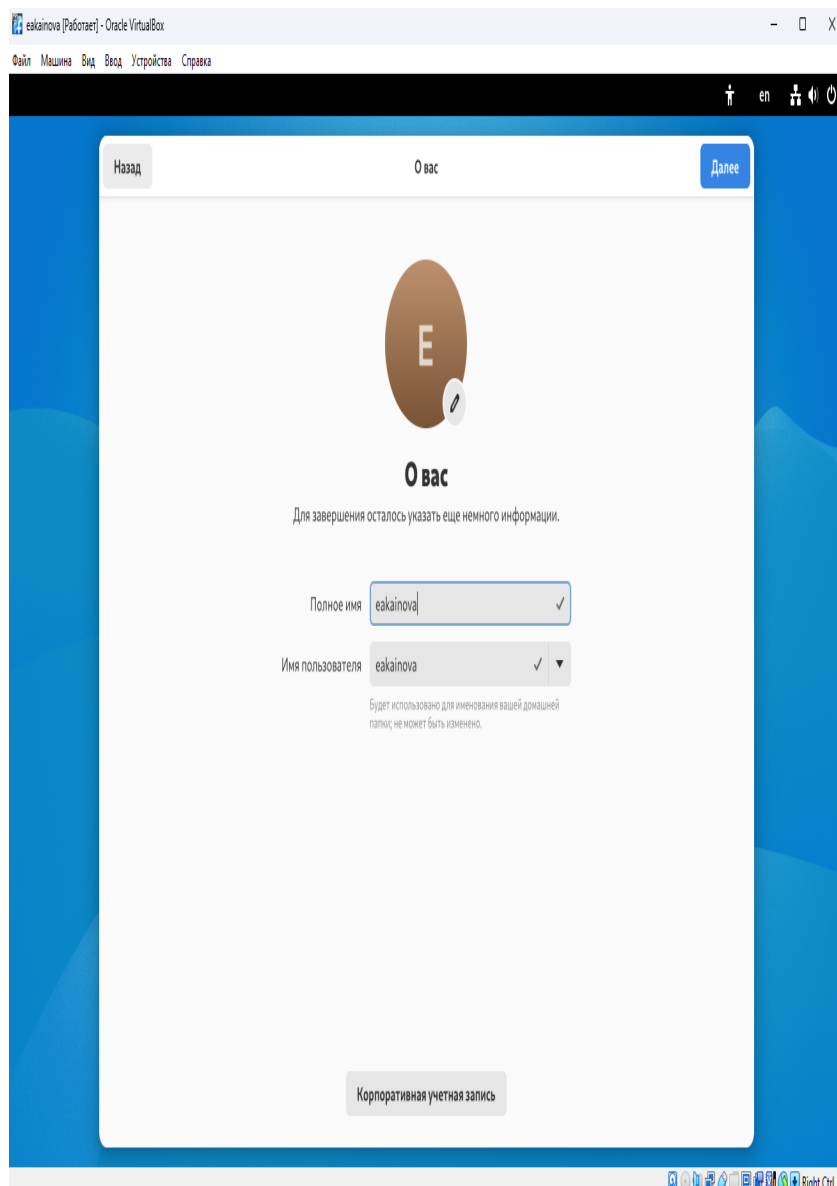 eakainova [Работает] - Oracle VirtualBox
Файл Машина Вид Ввод Устройства Справка
en
Назад О вас Далее
E
О вас
Для завершения осталось указать еще немного информации.
Полное имя eakainova
Имя пользователя eakainova
Будет использовано для именования вашей домашней
папки; не может быть изменено.
Корпоративная учетная запись
Right Ctrl